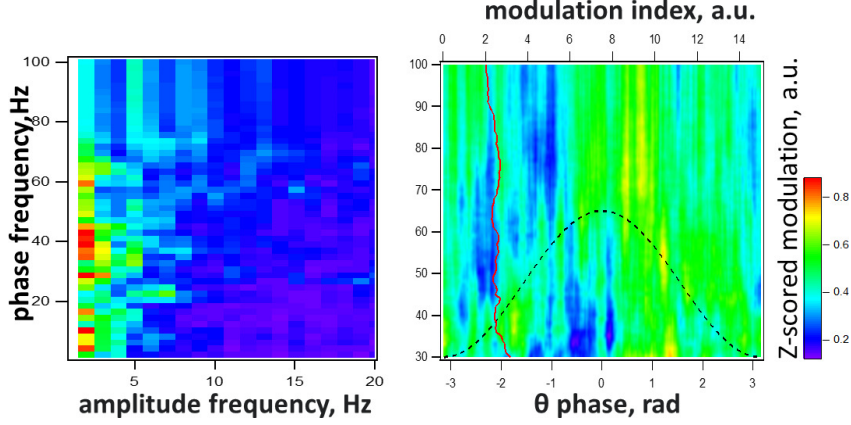 modulation index, a.u.
0 2 4 6 8 10 12 14
100
80
60
40
20
phase frequency, Hz
5 10 15 20
amplitude frequency, Hz
100
90
80
70
60
50
40
30
-3 -2 -1 0 1 2 3
θ phase, rad
Z-scored modulation, a.u.
0.8
0.6
0.4
0.2